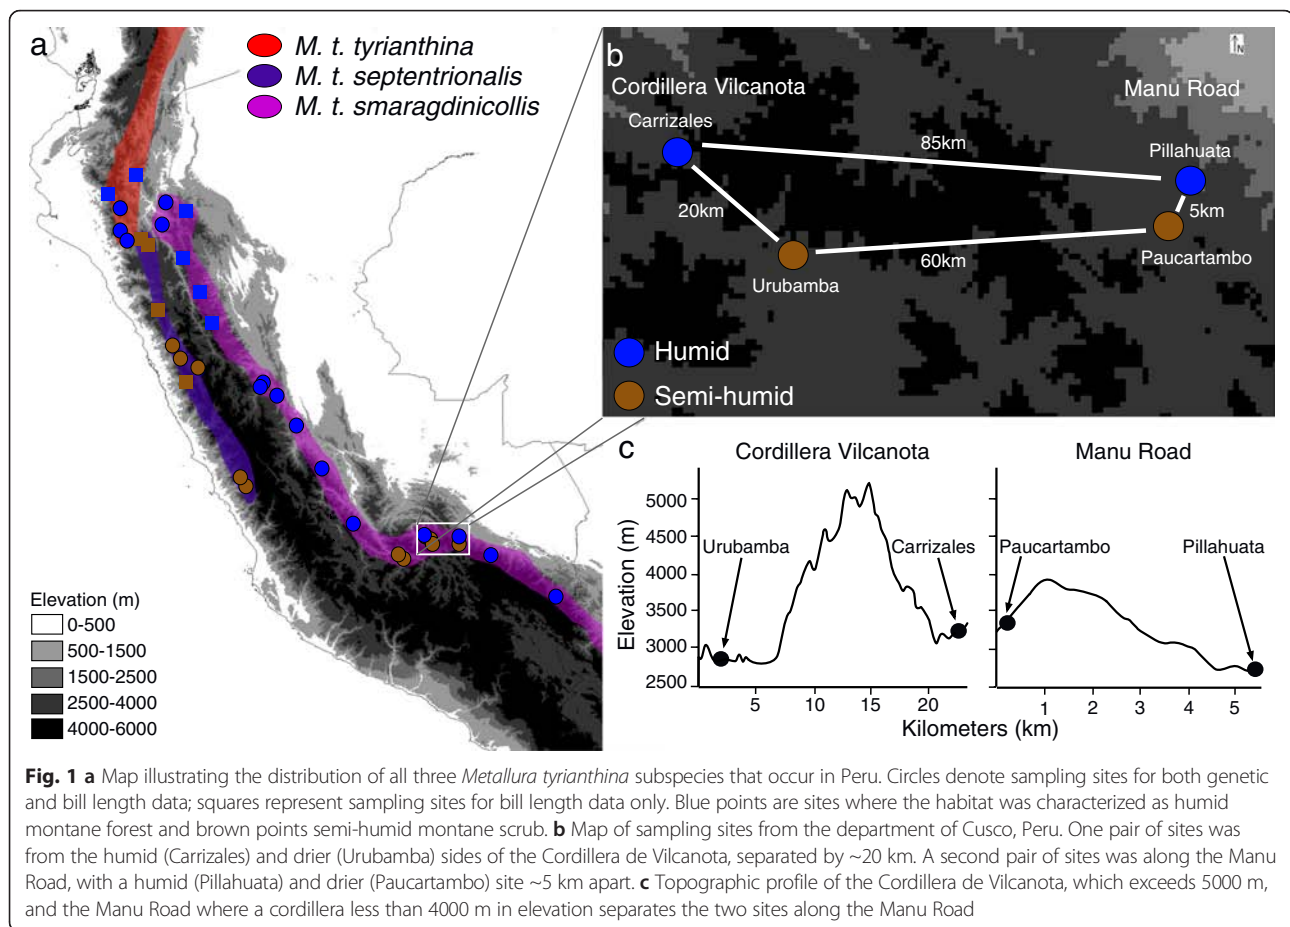 a
M. t. tyrianthina
M. t. septentrionalis
M. t. smaragdinicollis
Elevation (m)
0-500
500-1500
1500-2500
2500-4000
4000-6000
b
N
Cordillera Vilcanota
Manu Road
Carrizales
85km
Pillahuata
20km
5km
60km
Urubamba
Paucartambo
Humid
Semi-humid
c
Cordillera Vilcanota
Manu Road
Elevation (m)
5000
4500
4000
3500
3000
2500
Urubamba
Carrizales
Paucartambo
Pillahuata
5 10 15 20
1 2 3 4 5
Kilometers (km)
Fig. 1 a Map illustrating the distribution of all three Metallura tyrianthina subspecies that occur in Peru. Circles denote sampling sites for both genetic
and bill length data; squares represent sampling sites for bill length data only. Blue points are sites where the habitat was characterized as humid
montane forest and brown points semi-humid montane scrub. b Map of sampling sites from the department of Cusco, Peru. One pair of sites was
from the humid (Carrizales) and drier (Urubamba) sides of the Cordillera de Vilcanota, separated by ~20 km. A second pair of sites was along the Manu
Road, with a humid (Pillahuata) and drier (Paucartambo) site ~5 km apart. c Topographic profile of the Cordillera de Vilcanota, which exceeds 5000 m,
and the Manu Road where a cordillera less than 4000 m in elevation separates the two sites along the Manu Road